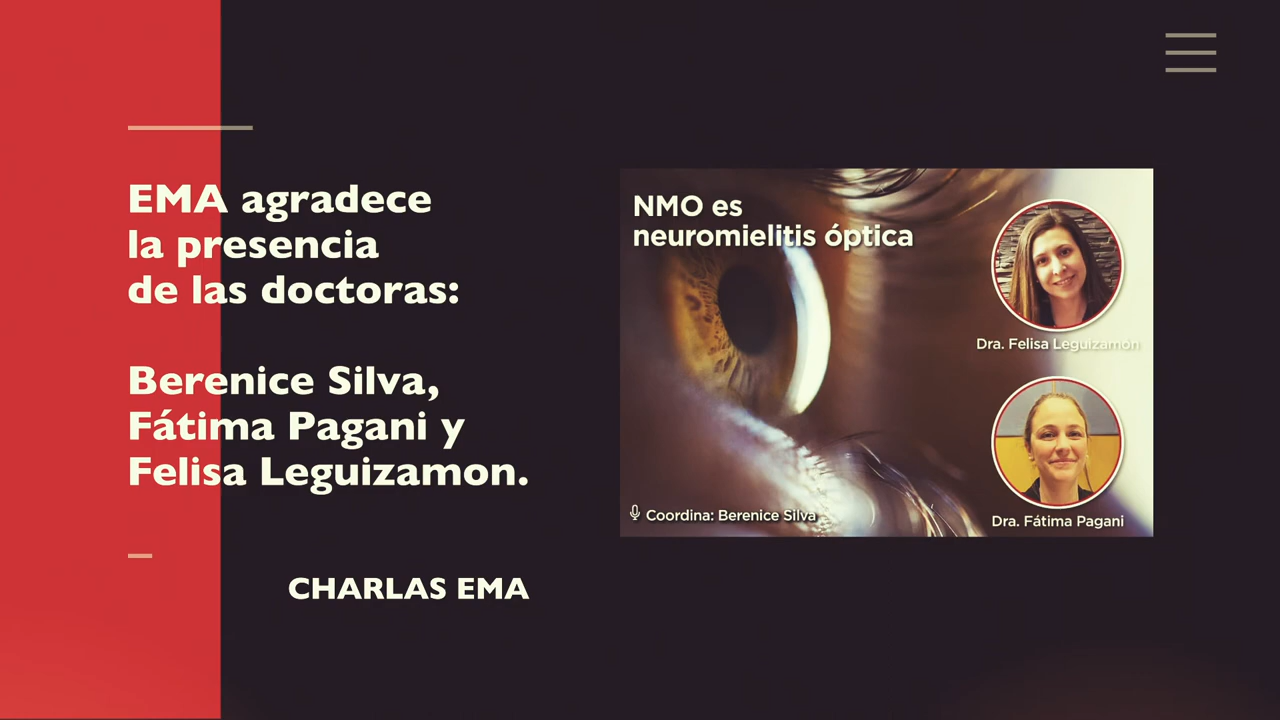 EMA agradece
la presencia
de las doctoras:
Berenice Silva,
Fátima Pagani y
Felisa Leguizamon.
CHARLAS EMA
NMO es
neuromielitis óptica
Dra. Felisa Leguizamón
Dra. Fátima Pagani
Coordina: Berenice Silva